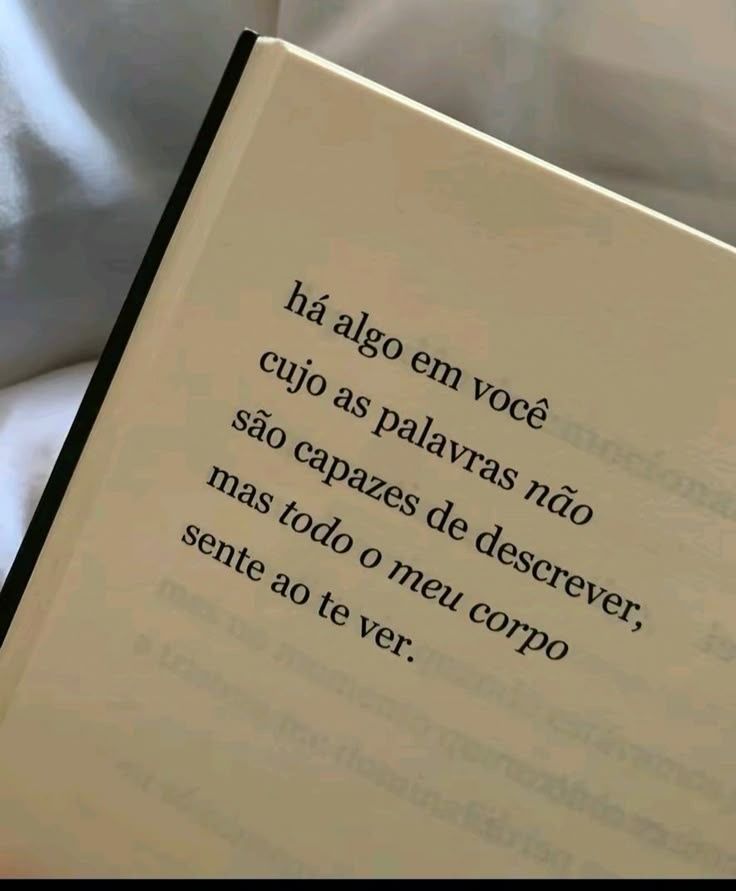 há algo em você
cujo as palavras não
são capazes de descrever,
mas todo o meu corpo
sente ao te ver.